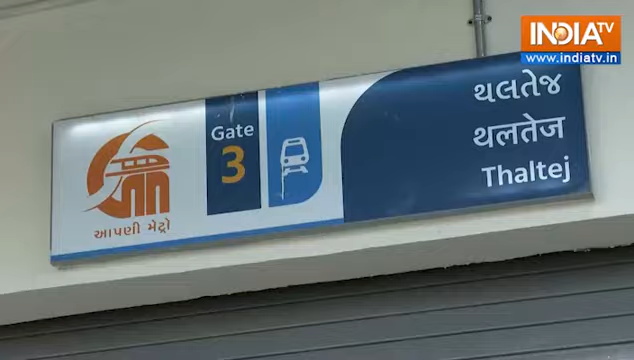 INDIA TV
www.indiatv.in
આપણી મેટ્રો
Gate
3
થલતેજ
थलतेज
Thaltej